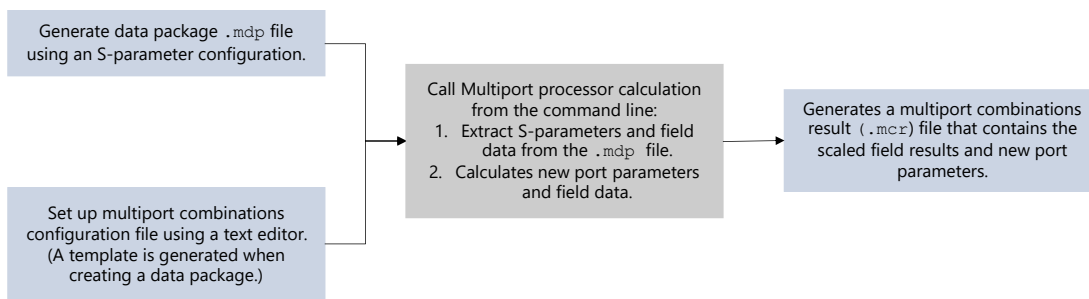 Generate data package .mdp file
using an S-parameter configuration.
Set up multiport combinations
configuration file using a text editor.
(A template is generated when
creating a data package.)
Call Multiport processor calculation
from the command line:
1. Extract S-parameters and field
data from the .mdp file.
2. Calculates new port parameters
and field data.
Generates a multiport combinations
result (.mcr) file that contains the
scaled field results and new port
parameters.